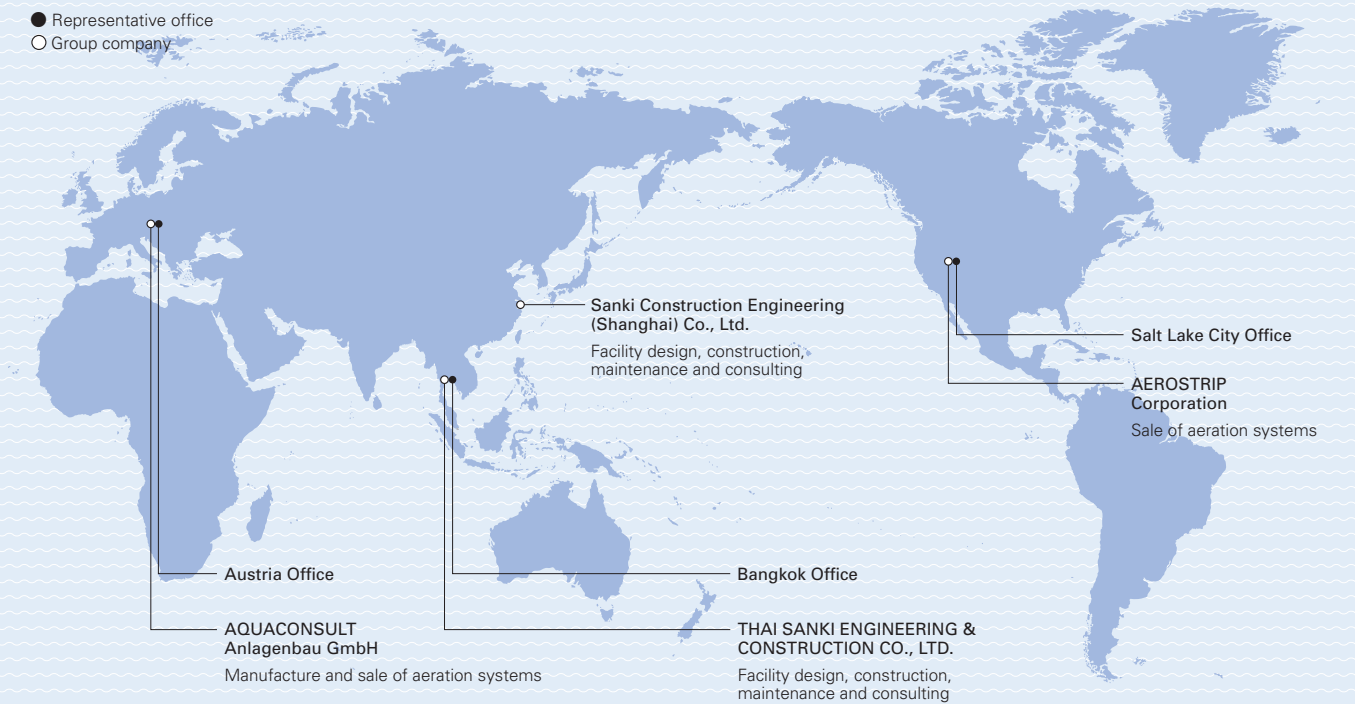 ● Representative office
○ Group company
Sanki Construction Engineering
(Shanghai) Co., Ltd.
Facility design, construction,
maintenance and consulting
Salt Lake City Office
AEROSTRIP
Corporation
Sale of aeration systems
Austria Office
AQUACONSULT
Anlagenbau GmbH
Manufacture and sale of aeration systems
Bangkok Office
THAI SANKI ENGINEERING &
CONSTRUCTION CO., LTD.
Facility design, construction,
maintenance and consulting